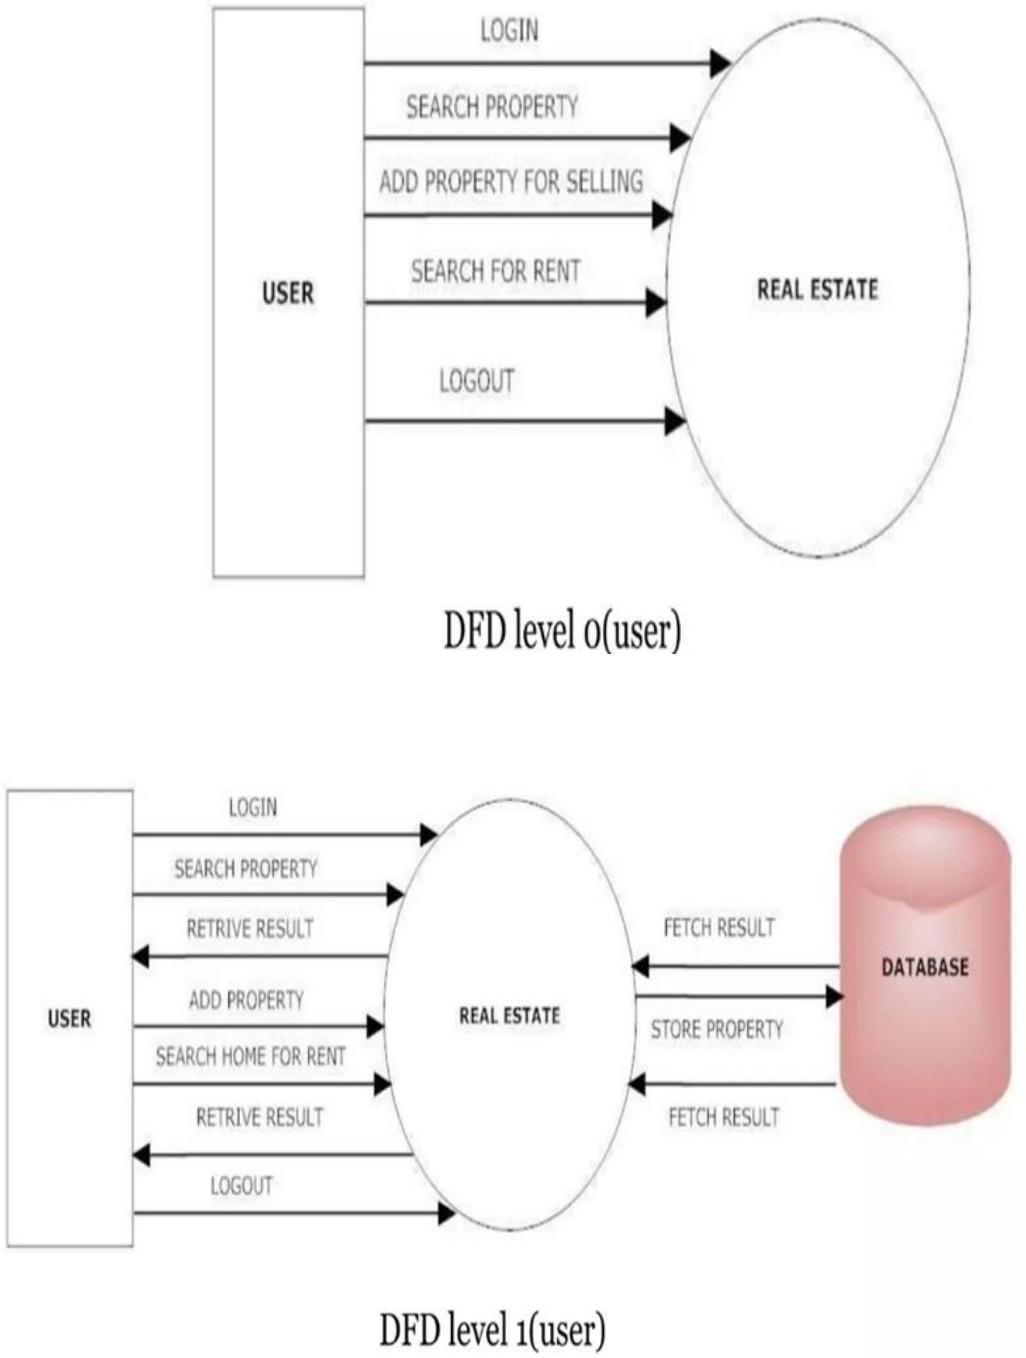 LOGIN
SEARCH PROPERTY
ADD PROPERTY FOR SELLING
SEARCH FOR RENT
USER
REAL ESTATE
LOGOUT
DFD level 0(user)
LOGIN
SEARCH PROPERTY
RETRIVE RESULT
ADD PROPERTY
USER
SEARCH HOME FOR RENT
RETRIVE RESULT
LOGOUT
REAL ESTATE
FETCH RESULT
STORE PROPERTY
FETCH RESULT
DATABASE
DFD level 1(user)